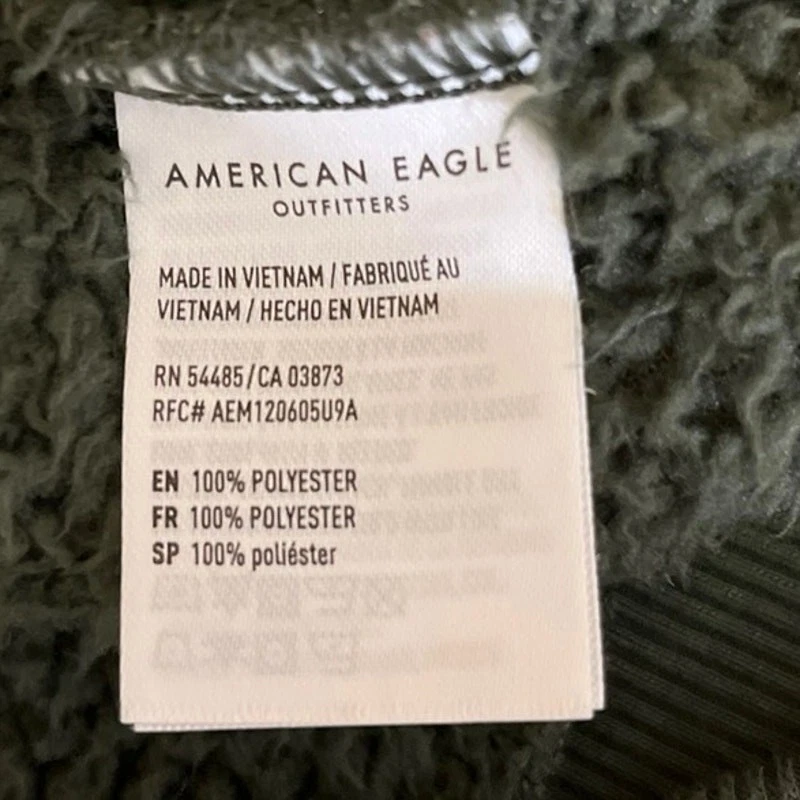 AMERICAN EAGLE
OUTFITTERS
MADE IN VIETNAM / FABRIQUÉ AU
VIETNAM / HECHO EN VIETNAM
RN 54485/CA 03873
RFC# AEM120605U9A
EN 100% POLYESTER
FR 100% POLYESTER
SP 100% poliéster